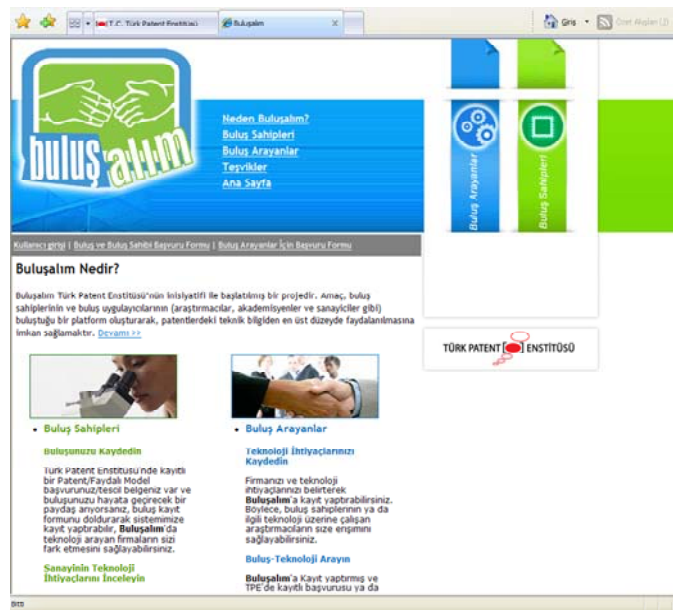 T.C. Türk Patent Enstitüsü
Buluşalım
X
Giriş
Özet Akışları (J)
buluş alım
Neden Buluşalım?
Buluş Sahipleri
Buluş Arayanlar
Teşvikler
Ana Sayfa
Buluş Arayanlar
Buluş Sahipleri
Kullanıcı girişi | Buluş ve Buluş Sahibi Başvuru Formu | Buluş Arayanlar İçin Başvuru Formu
Buluşalım Nedir?
Buluşalım Türk Patent Enstitüsü'nün inisiyatifi ile başlatılmış bir projedir. Amaç, buluş
sahiplerinin ve buluş uygulayıcılarının (araştırmacılar, akademisyenler ve sanayiciler gibi)
buluştuğu bir platform oluşturarak, patentlerdeki teknik bilgiden en üst düzeyde faydalanılmasına
imkan sağlamaktır. Devamı >>
TÜRK PATENT ENSTİTÜSÜ
• Buluş Sahipleri
Buluşunuzu Kaydedin
Türk Patent Enstitüsü'nde kayıtlı
bir Patent/Faydalı Model
başvurunuz/tescil belgeniz var ve
buluşunuzu hayata geçirecek bir
paydaş arıyorsanız, buluş kayıt
formunu doldurarak sistemimize
kayıt yaptırabilir, Buluşalım'da
teknoloji arayan firmaların sizi
fark etmesini sağlayabilirsiniz.
Sanayinin Teknoloji
İhtiyaçlarını İnceleyin
• Buluş Arayanlar
Teknoloji İhtiyaçlarınızı
Kaydedin
Firmanızı ve teknoloji
ihtiyaçlarınızı belirterek
Buluşalım'a kayıt yaptırabilirsiniz.
Böylece, buluş sahiplerinin ya da
ilgili teknoloji üzerine çalışan
araştırmacıların size erişimini
sağlayabilirsiniz.
Buluş-Teknoloji Arayın
Buluşalım'a Kayıt yaptırmış ve
TPE'de kayıtlı başvurusu ya da